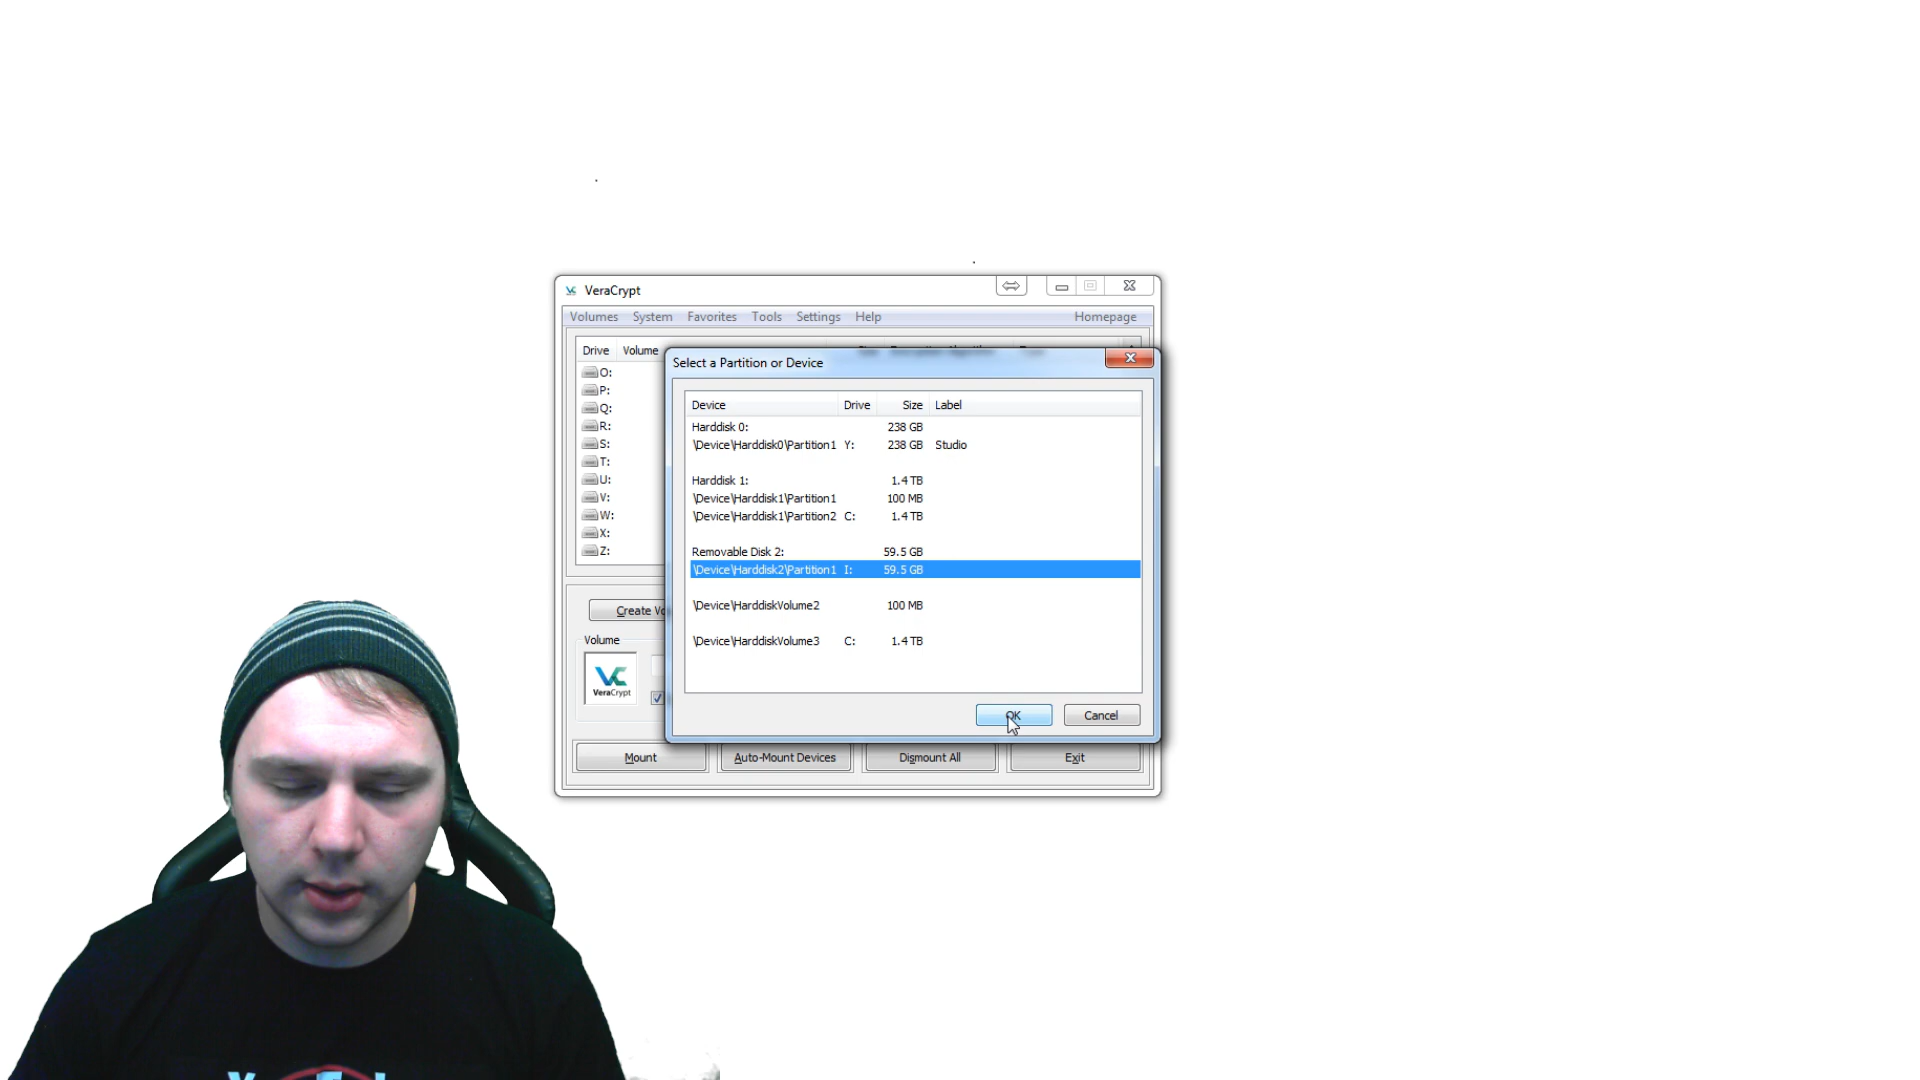 VeraCrypt
Volumes System Favorites Tools Settings Help Homepage
Drive Volume
O:
P:
Q:
R:
S:
T:
U:
V:
W:
X:
Z:
Select a Partition or Device
Device Drive Size Label
Harddisk 0: 238 GB
\Device\Harddisk0\Partition1 Y: 238 GB Studio
Harddisk 1: 1.4 TB
\Device\Harddisk1\Partition1 100 MB
\Device\Harddisk1\Partition2 C: 1.4 TB
Removable Disk 2: 59.5 GB
\Device\Harddisk2\Partition1 I: 59.5 GB
\Device\HarddiskVolume2 100 MB
\Device\HarddiskVolume3 C: 1.4 TB
OK Cancel
Create Vo
Volume
VeraCrypt
Mount Auto-Mount Devices Dismount All Exit